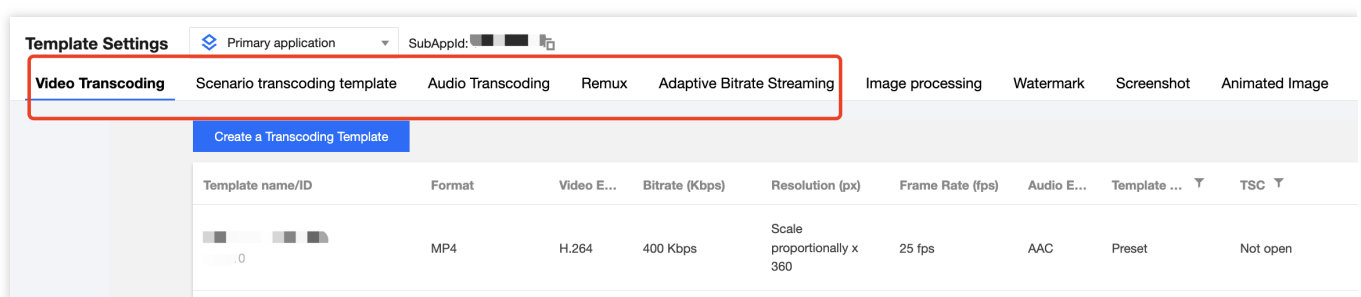 Template Settings Primary application SubAppId:
Video Transcoding Scenario transcoding template Audio Transcoding Remux Adaptive Bitrate Streaming Image processing Watermark Screenshot Animated Image
Create a Transcoding Template
Template name/ID Format Video E... Bitrate (Kbps) Resolution (px) Frame Rate (fps) Audio E... Template ... TSC
MP4 H.264 400 Kbps Scale proportionally x 360 25 fps AAC Preset Not open